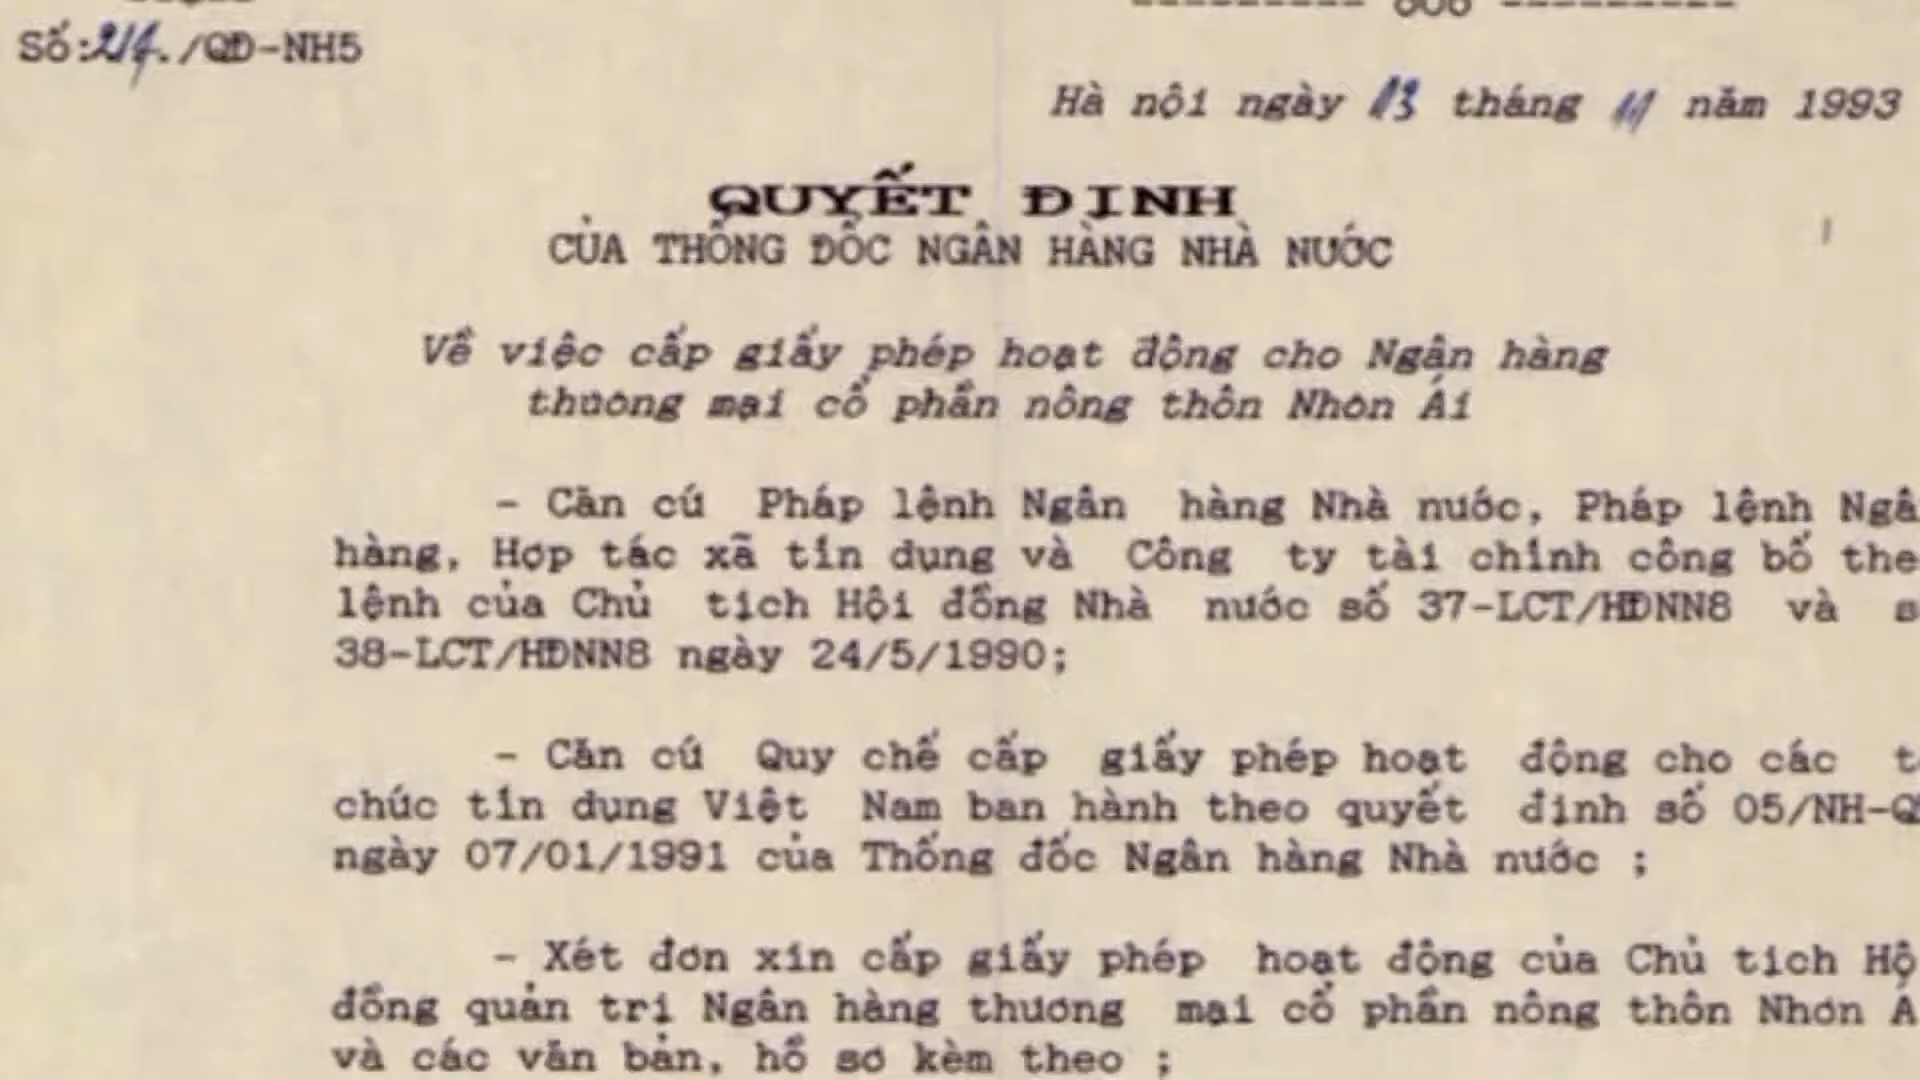 Số: 214./QĐ-NH5
Hà nội ngày 13 tháng 11 năm 1993
QUYẾT ĐỊNH
CỦA THỐNG ĐỐC NGÂN HÀNG NHÀ NƯỚC
Về việc cấp giấy phép hoạt động cho Ngân hàng
thương mại cổ phần nông thôn Nhơn Ái
- Căn cứ Pháp lệnh Ngân hàng Nhà nước, Pháp lệnh Ngâ
hàng, Hợp tác xã tín dụng và Công ty tài chính công bố the
lệnh của Chủ tịch Hội đồng Nhà nước số 37-LCT/HĐNN8 và s
38-LCT/HĐNN8 ngày 24/5/1990;
- Căn cứ Quy chế cấp giấy phép hoạt động cho các t
chúc tín dụng Việt Nam ban hành theo quyết định số 05/NH-Q
ngày 07/01/1991 của Thống đốc Ngân hàng Nhà nước ;
- Xét đơn xin cấp giấy phép hoạt động của Chủ tịch Hộ
đồng quản trị Ngân hàng thương mại cổ phần nông thôn Nhơn Á
và các văn bản, hồ sơ kèm theo ;